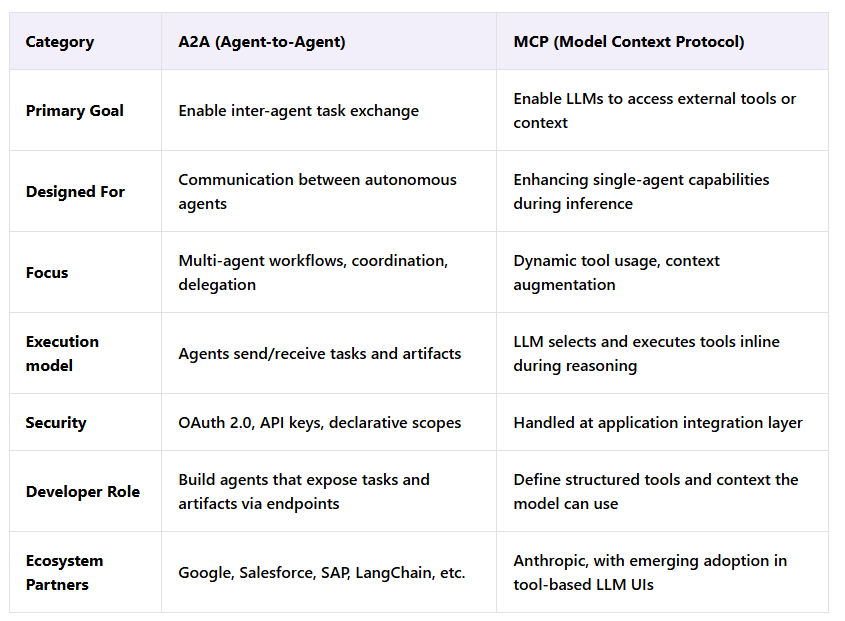 Category
A2A (Agent-to-Agent)
MCP (Model Context Protocol)
Primary Goal
Enable inter-agent task exchange
Enable LLMs to access external tools or
context
Designed For
Communication between autonomous
agents
Enhancing single-agent capabilities
during inference
Focus
Multi-agent workflows, coordination,
delegation
Dynamic tool usage, context
augmentation
Execution
model
Agents send/receive tasks and artifacts
LLM selects and executes tools inline
during reasoning
Security
OAuth 2.0, API keys, declarative scopes
Handled at application integration layer
Developer Role
Build agents that expose tasks and
artifacts via endpoints
Define structured tools and context the
model can use
Ecosystem
Partners
Google, Salesforce, SAP, LangChain, etc.
Anthropic, with emerging adoption in
tool-based LLM UIs